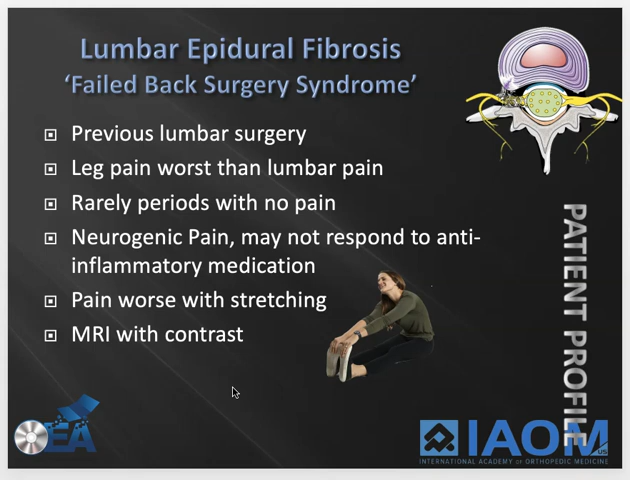 Lumbar Epidural Fibrosis
‘Failed Back Surgery Syndrome’
Previous lumbar surgery
Leg pain worst than lumbar pain
Rarely periods with no pain
Neurogenic Pain, may not respond to anti-
inflammatory medication
Pain worse with stretching
MRI with contrast
PATIENT PROFILE
EA
IAOM
US
INTERNATIONAL ACADEMY OF ORTHOPEDIC MEDICINE